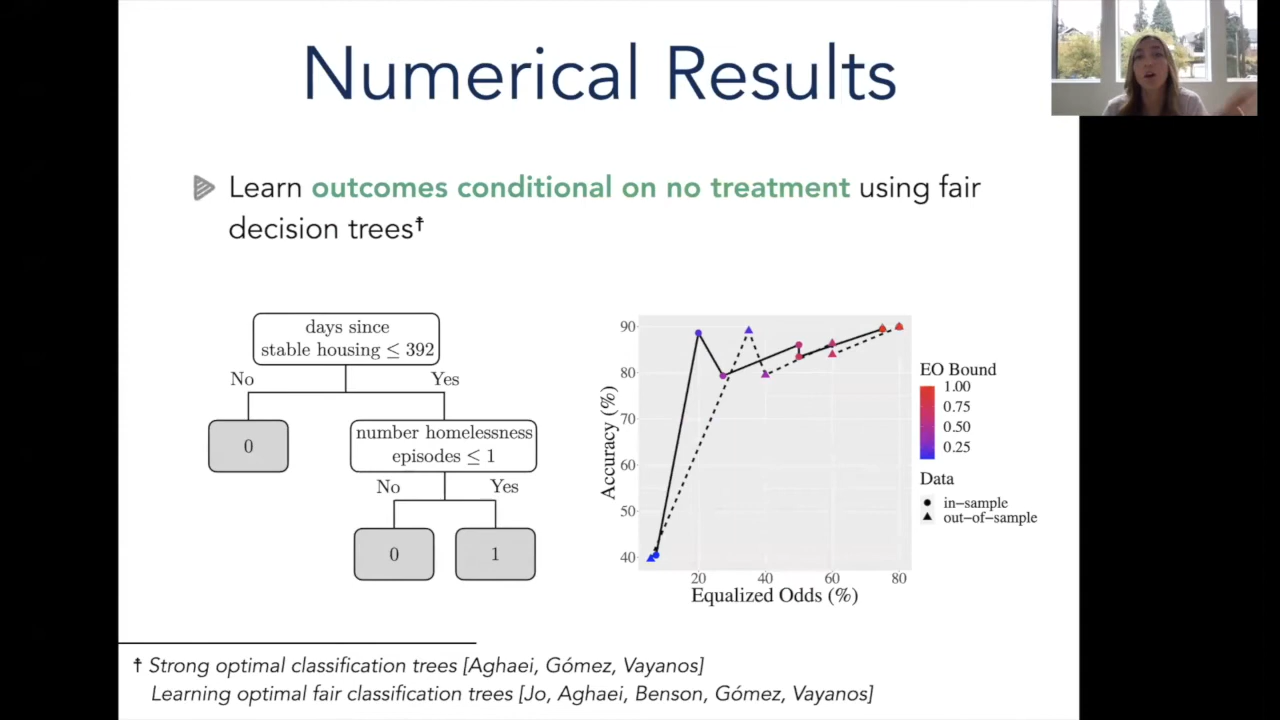 Numerical Results
Learn outcomes conditional on no treatment using fair
decision trees☨
days since
stable housing ≤ 392
No
Yes
0
number homelessness
episodes ≤ 1
No
Yes
0
1
90
80
70
60
50
40
Accuracy (%)
20
40
60
80
Equalized Odds (%)
EO Bound
1.00
0.75
0.50
0.25
Data
in−sample
out−of−sample
☨ Strong optimal classification trees [Aghaei, Gómez, Vayanos]
Learning optimal fair classification trees [Jo, Aghaei, Benson, Gómez, Vayanos]